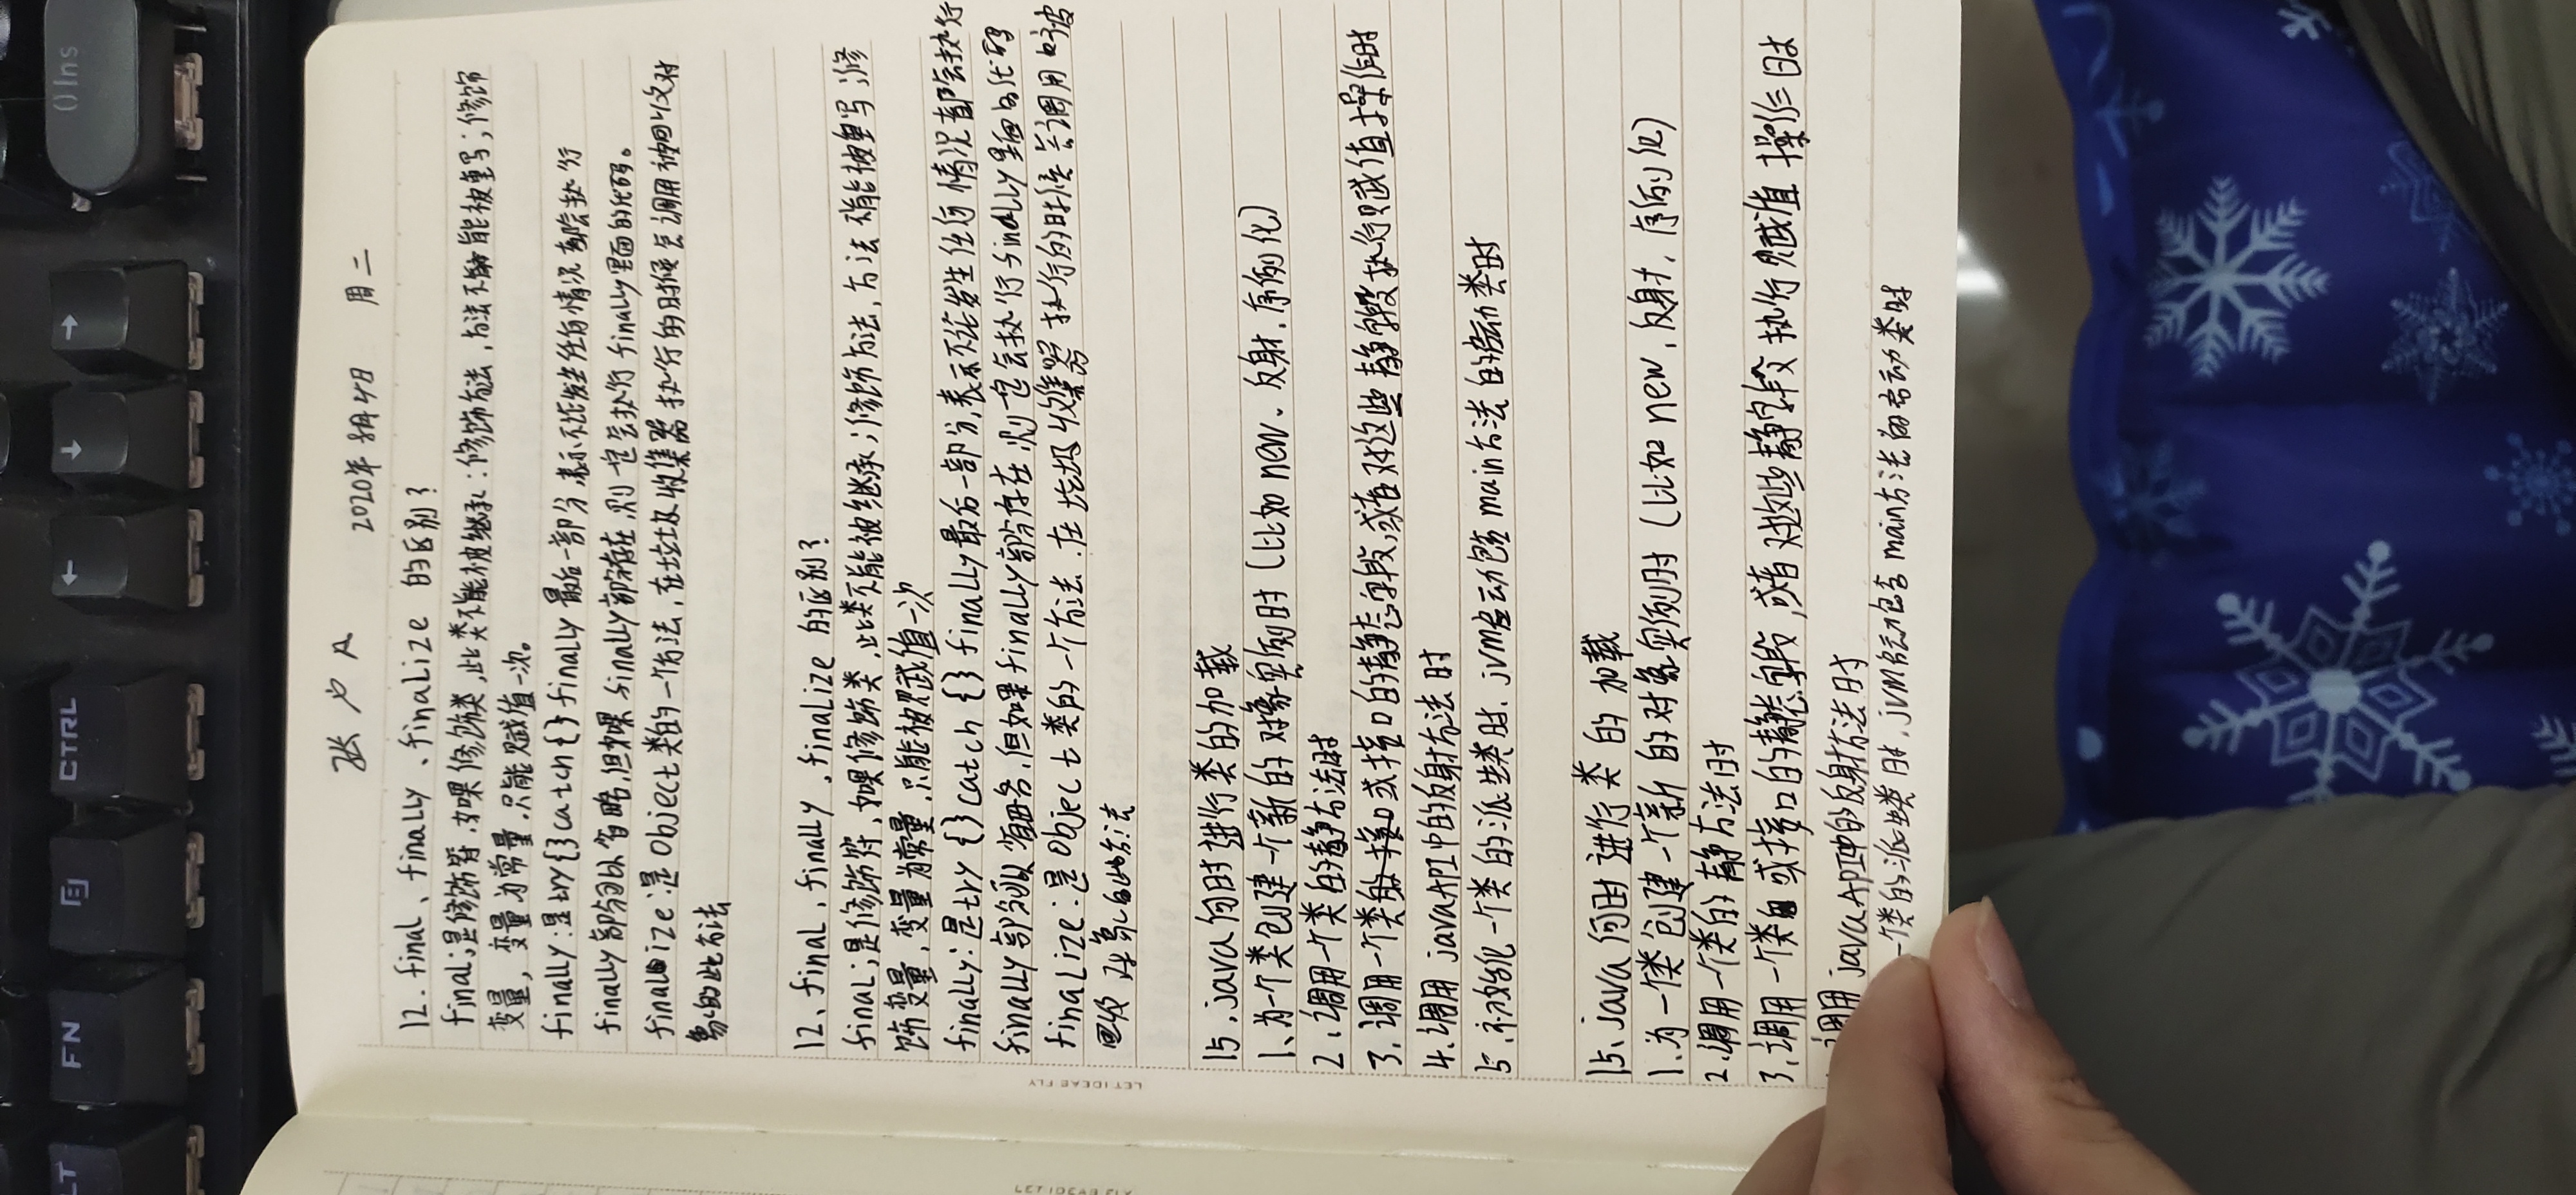 FN
CTRL
←
↓
→
0 Ins
张 2020年8月4日 周二
12. final、finally、finalize 的区别?
final;是修饰符,如果修饰类,此类不能被继承:修饰方法,方法不能被重写;修饰
变量,变量为常量,只能赋值一次。
finally:是try{}catch{}finally最后一部分,表示不论发生任何情况都会执行
finally部分可以省略,但如果finally部分存在,则一定会执行finally里面的代码。
finalize:是Object类的一个方法,在垃圾收集器执行的时候会调用被回收对
象的此方法
12、final,finally,finalize 的区别?
final;是修饰符,如果修饰类,此类不能被继承;修饰方法,方法不能被重写;修
饰变量,变量为常量,只能被赋值一次
finally:是try{}catch{}finally最后一部分,表示不论发生任何情况都会执行
finally部分可以省略,但如果finally部分存在,则一定会执行finally里面的代码
finalize:是Object类的一个方法.在垃圾收集器执行的时候会调用被
回收对象的此方法
LET IDEAS FLY
15.java何时进行类的加载
1、为一个类创建一个新的对象实例时(比如new、反射.序例化)
2、调用一个类的静方法时
3.调用一个类或接口的静态字段,或者对这些静字段执行赋值操作时
4.调用javaAPI中的反射方法时
5.初始化一个类的派生类时.jvm启动包含main方法的启动类时
15、java何时进行类的加载
1.为一个类创建一个新的对象实例时(比如new,反射,序例化)
2.调用一个类的静方法时
3.调用一个类或接口的静态字段,或者对这些静字段执行赋值操作时
调用javaAPI中的反射方法时
一个类的派生类时.jvm启动包含main方法的启动类时